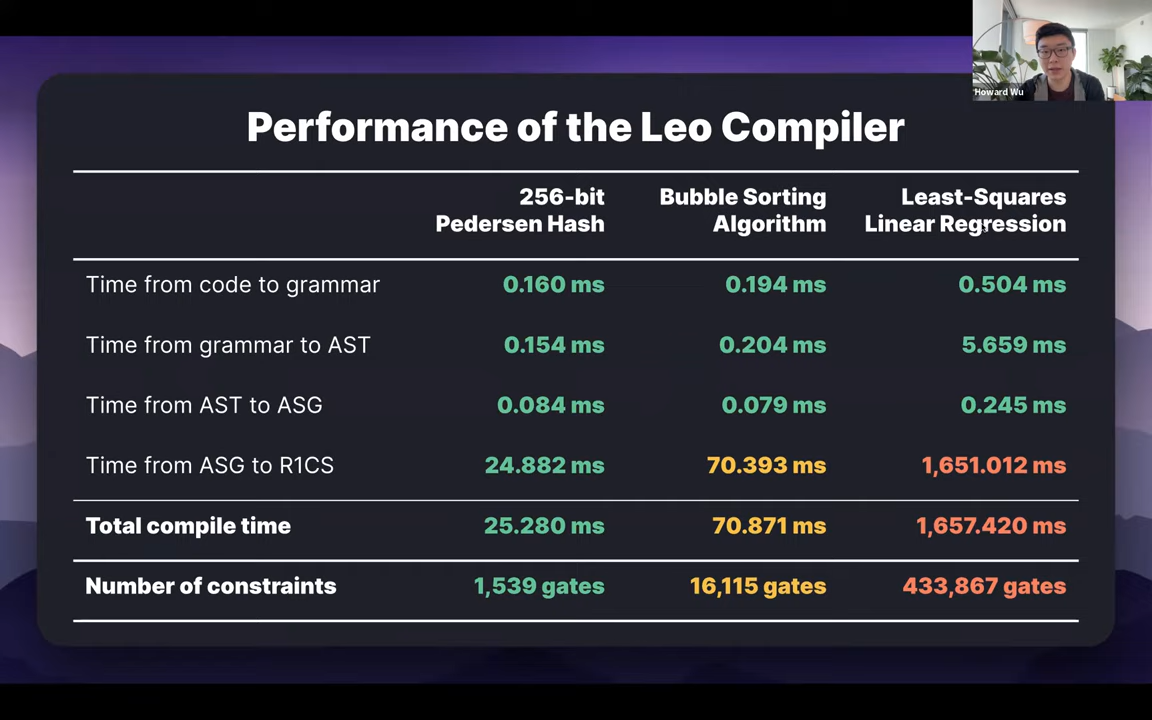 Howard Wu
Performance of the Leo Compiler
256-bit Pedersen Hash
Bubble Sorting Algorithm
Least-Squares Linear Regression
Time from code to grammar 0.160 ms 0.194 ms 0.504 ms
Time from grammar to AST 0.154 ms 0.204 ms 5.659 ms
Time from AST to ASG 0.084 ms 0.079 ms 0.245 ms
Time from ASG to R1CS 24.882 ms 70.393 ms 1,651.012 ms
Total compile time 25.280 ms 70.871 ms 1,657.420 ms
Number of constraints 1,539 gates 16,115 gates 433,867 gates